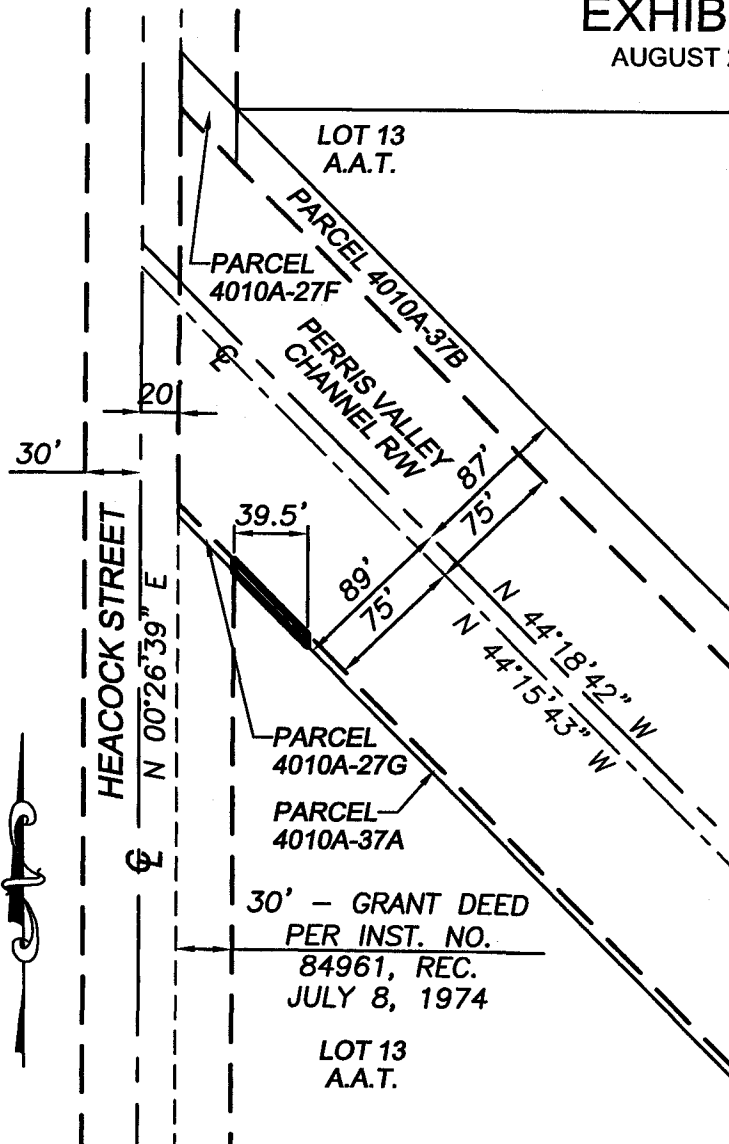 EXHIB
AUGUST 2
LOT 13
A.A.T.
PARCEL 4010A-37B
PARCEL
4010A-27F
PERRIS VALLEY
CHANNEL R/W
℄
20'
30'
39.5'
87'
75'
89'
75'
HEACOCK STREET
N 00°26'39" E
℄
N 44°18'42" W
N 44°15'43" W
PARCEL
4010A-27G
PARCEL
4010A-37A
30' - GRANT DEED
PER INST. NO.
84961, REC.
JULY 8, 1974
LOT 13
A.A.T.